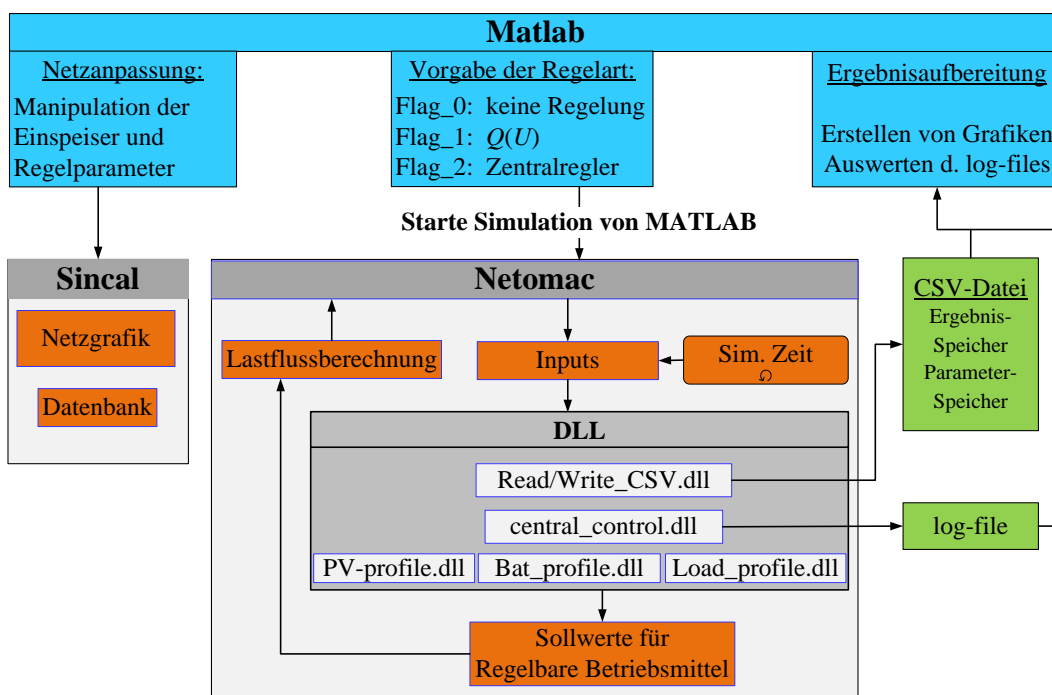 Matlab
Netzanpassung:
Manipulation der
Einspeiser und
Regelparameter
Vorgabe der Regelart:
Flag_0: keine Regelung
Flag_1: Q(U)
Flag_2: Zentralregler
Ergebnisaufbereitung
Erstellen von Grafiken
Auswerten d. log-files
Starte Simulation von MATLAB
Sincal
Netzgrafik
Datenbank
Netomac
Lastflussberechnung
Inputs
Sim. Zeit
DLL
Read/Write_CSV.dll
central_control.dll
PV-profile.dll
Bat_profile.dll
Load_profile.dll
Sollwerte für
Regelbare Betriebsmittel
CSV-Datei
Ergebnis-
Speicher
Parameter-
Speicher
log-file